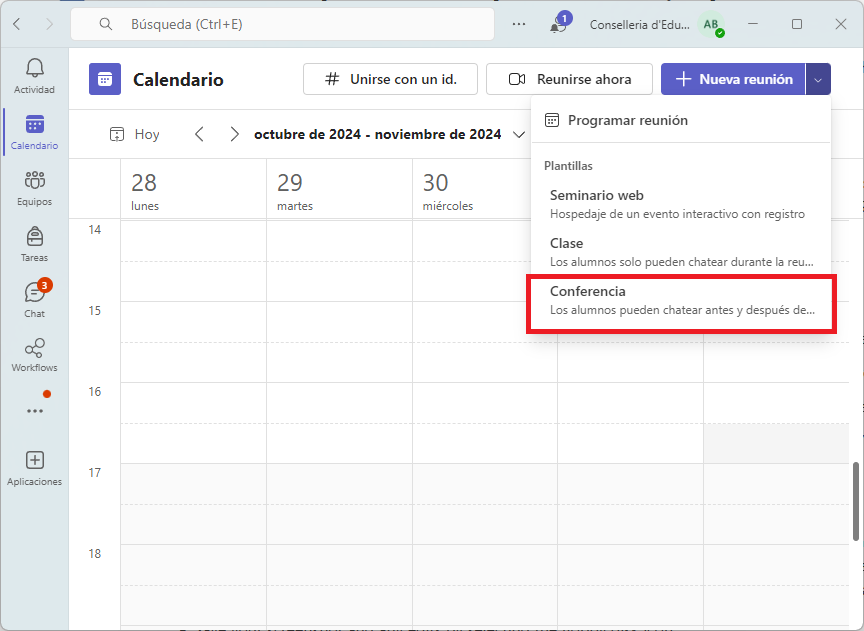 Búsqueda (Ctrl+E)
1
Conselleria d'Edu...
AB
Actividad
Calendario
Equipos
Tareas
3
Chat
Workflows
Aplicaciones
Calendario
Unirse con un id.
Reunirse ahora
Nueva reunión
Hoy
octubre de 2024 - noviembre de 2024
Programar reunión
Plantillas
Seminario web
Hospedaje de un evento interactivo con registro
Clase
Los alumnos solo pueden chatear durante la reu...
Conferencia
Los alumnos pueden chatear antes y después de...
28
lunes
29
martes
30
miércoles
14
15
16
17
18